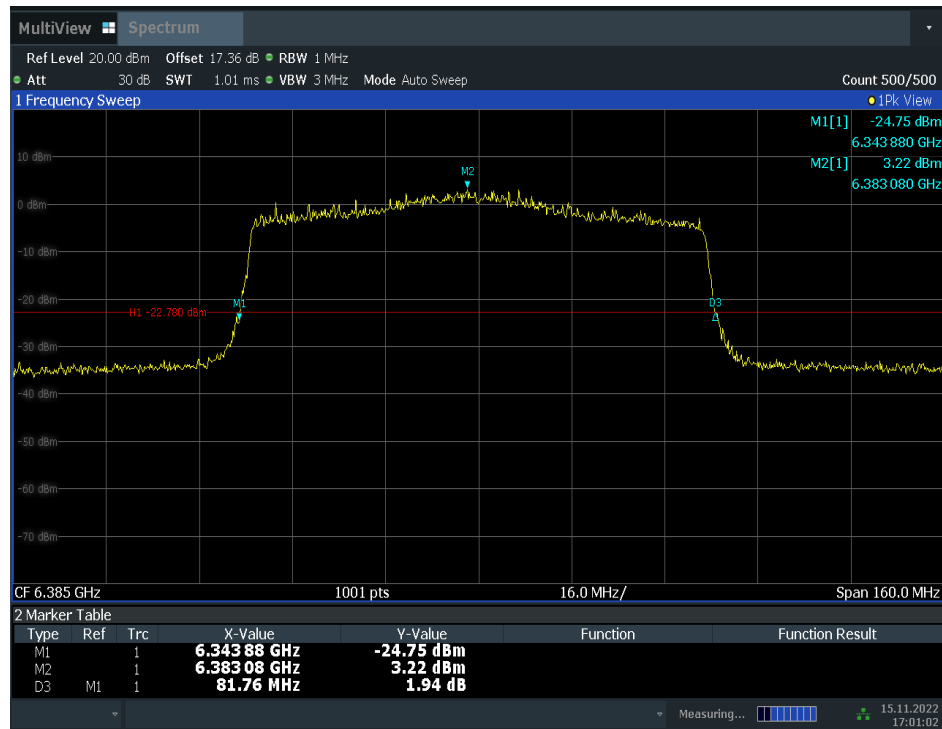 MultiView Spectrum
Ref Level 20.00 dBm Offset 17.36 dB RBW 1 MHz
Att 30 dB SWT 1.01 ms VBW 3 MHz Mode Auto Sweep Count 500/500
1 Frequency Sweep 1Pk View
M1[1] -24.75 dBm
6.343 880 GHz
10 dBm
M2[1] 3.22 dBm
M2
6.383 080 GHz
0 dBm
-10 dBm
-20 dBm
M1 D3
H1 -22.780 dBm
-30 dBm
-40 dBm
-50 dBm
-60 dBm
-70 dBm
CF 6.385 GHz 1001 pts 16.0 MHz/ Span 160.0 MHz
2 Marker Table
Type Ref Trc X-Value Y-Value Function Function Result
M1 1 6.343 88 GHz -24.75 dBm
M2 1 6.383 08 GHz 3.22 dBm
D3 M1 1 81.76 MHz 1.94 dB
Measuring... 15.11.2022
17:01:02